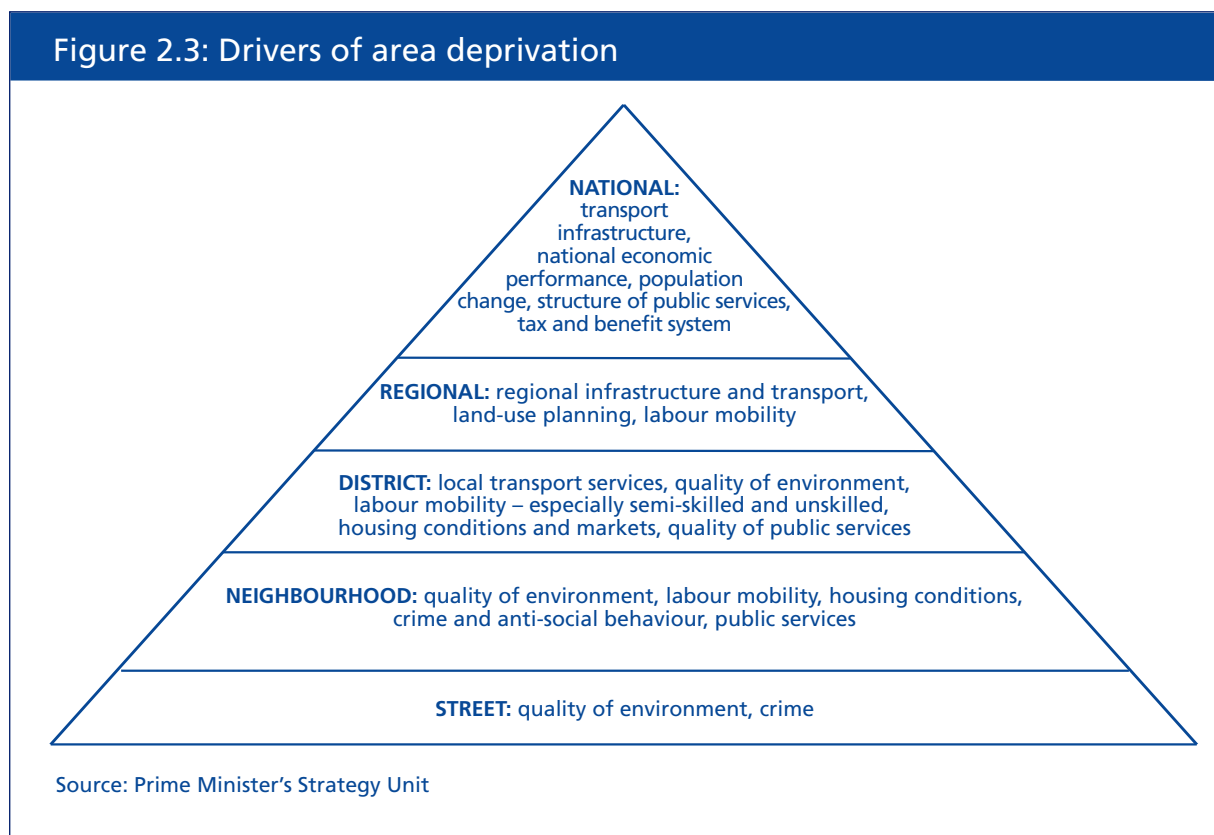 Figure 2.3: Drivers of area deprivation
NATIONAL:
transport
infrastructure,
national economic
performance, population
change, structure of public services,
tax and benefit system
REGIONAL: regional infrastructure and transport,
land-use planning, labour mobility
DISTRICT: local transport services, quality of environment,
labour mobility – especially semi-skilled and unskilled,
housing conditions and markets, quality of public services
NEIGHBOURHOOD: quality of environment, labour mobility, housing conditions,
crime and anti-social behaviour, public services
STREET: quality of environment, crime
Source: Prime Minister’s Strategy Unit